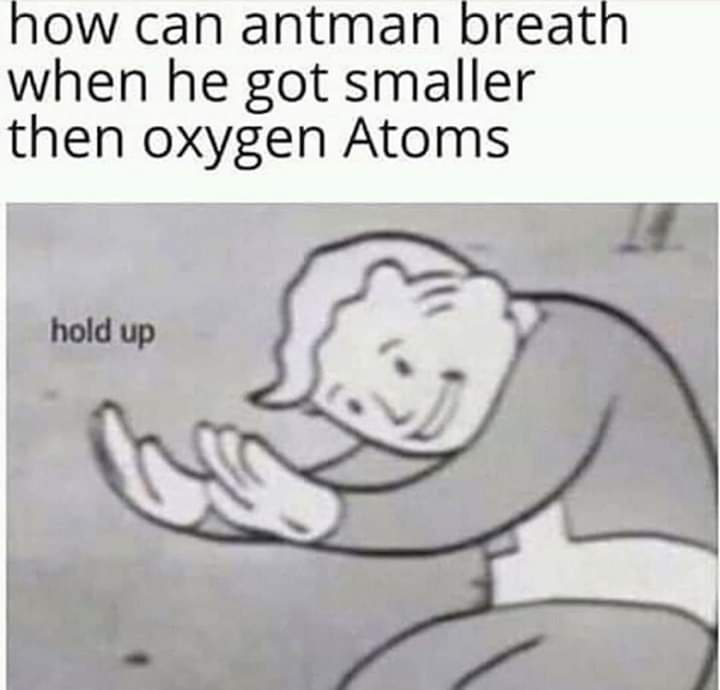 how can antman breath
when he got smaller
then oxygen Atoms
hold up